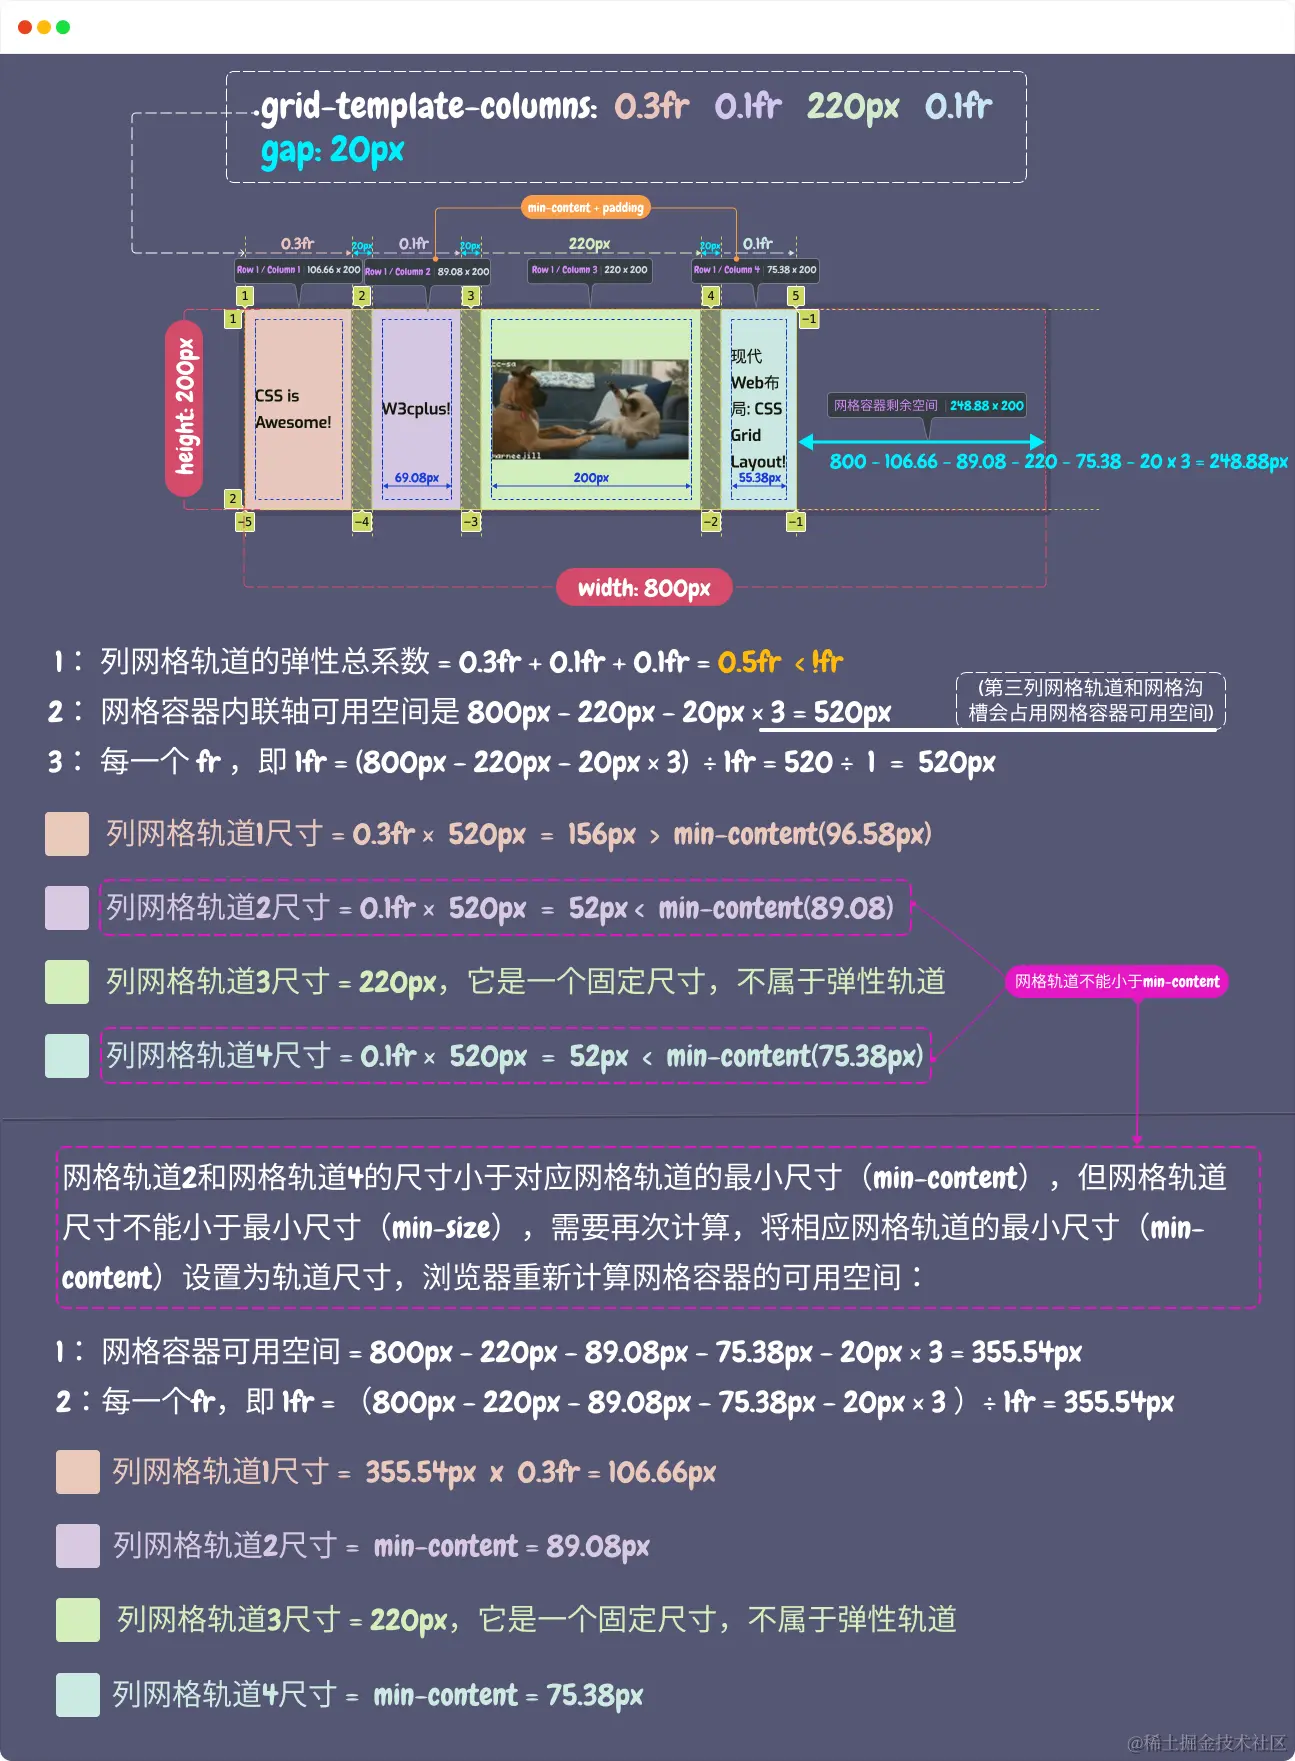 grid-template-columns: 0.3fr 0.1fr 220px 0.1fr
gap: 20px
min-content + padding
0.3fr 20px 0.1fr 20px 220px 20px 0.1fr
Row 1 / Column 1 106.66 x 200 Row 1 / Column 2 89.08 x 200 Row 1 / Column 3 220 x 200 Row 1 / Column 4 75.38 x 200
1 2 3 4 5
1 -1
height: 200px
CSS is
Awesome!
W3cplus!
69.08px
cc-sa
200px
现代
Web布
局: CSS
Grid
Layout!
55.38px
网格容器剩余空间 248.88 x 200
800 - 106.66 - 89.08 - 220 - 75.38 - 20 x 3 = 248.88px
2
-5 -4 -3 -2 -1
width: 800px
1： 列网格轨道的弹性总系数 = 0.3fr + 0.1fr + 0.1fr = 0.5fr < !fr
2： 网格容器内联轴可用空间是 800px - 220px - 20px × 3 = 520px
(第三列网格轨道和网格沟
槽会占用网格容器可用空间)
3： 每一个 fr ，即 1fr = (800px - 220px - 20px × 3) ÷ 1fr = 520 ÷ 1 = 520px
列网格轨道1尺寸 = 0.3fr × 520px = 156px > min-content(96.58px)
列网格轨道2尺寸 = 0.1fr × 520px = 52px < min-content(89.08)
列网格轨道3尺寸 = 220px，它是一个固定尺寸，不属于弹性轨道
网格轨道不能小于min-content
列网格轨道4尺寸 = 0.1fr × 520px = 52px < min-content(75.38px)
网格轨道2和网格轨道4的尺寸小于对应网格轨道的最小尺寸（min-content），但网格轨道
尺寸不能小于最小尺寸（min-size），需要再次计算，将相应网格轨道的最小尺寸（min-
content）设置为轨道尺寸，浏览器重新计算网格容器的可用空间：
1： 网格容器可用空间 = 800px - 220px - 89.08px - 75.38px - 20px × 3 = 355.54px
2：每一个fr，即 1fr = （800px - 220px - 89.08px - 75.38px - 20px × 3 ）÷ 1fr = 355.54px
列网格轨道1尺寸 = 355.54px x 0.3fr = 106.66px
列网格轨道2尺寸 = min-content = 89.08px
列网格轨道3尺寸 = 220px，它是一个固定尺寸，不属于弹性轨道
列网格轨道4尺寸 = min-content = 75.38px
@稀土掘金技术社区